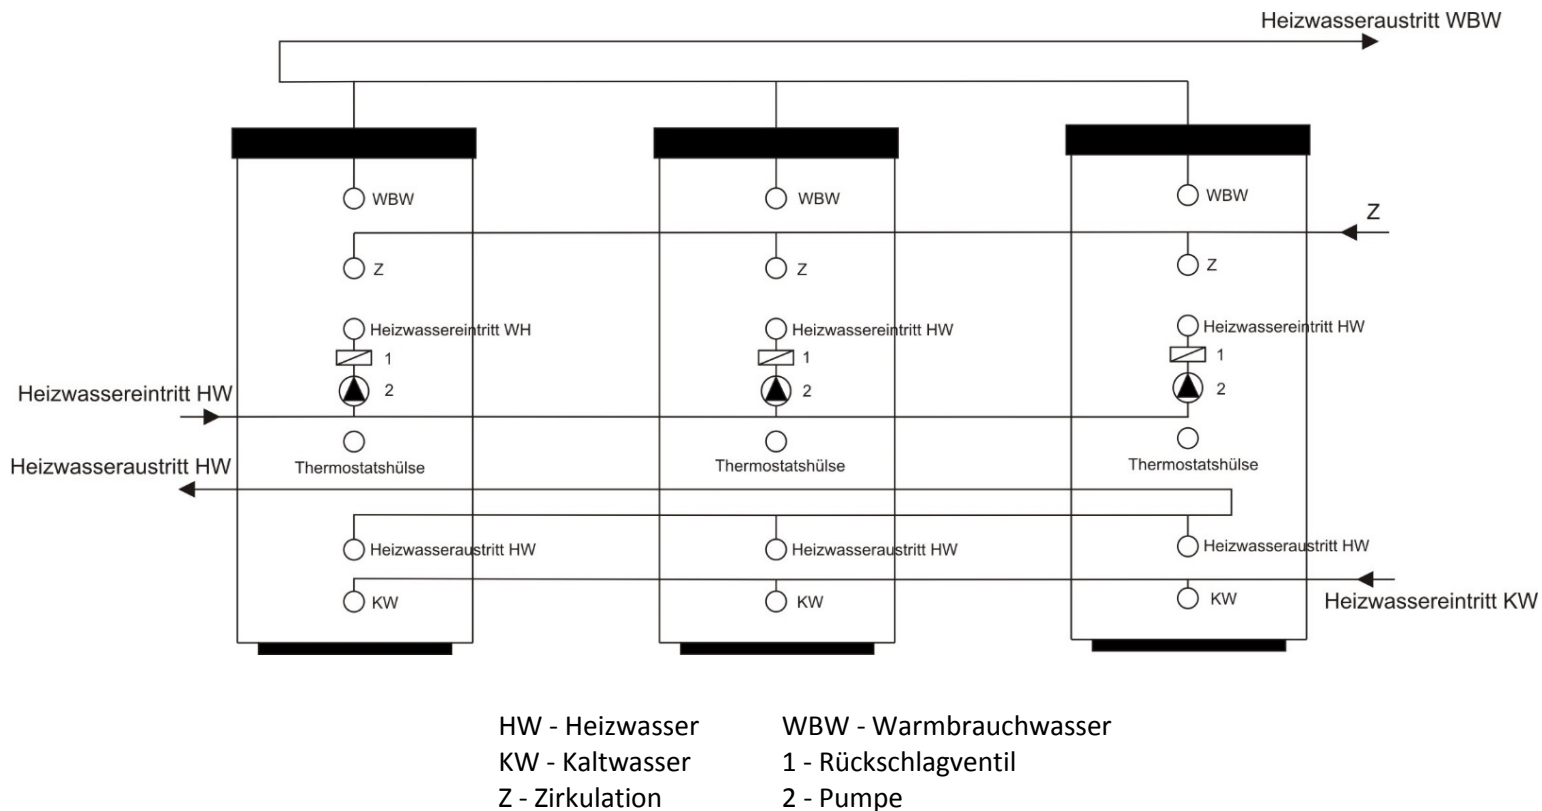 Heizwasseraustritt WBW
WBW
WBW
WBW
Z
Z
Z
Z
Heizwassereintritt WH
Heizwassereintritt HW
Heizwassereintritt HW
1
1
1
Heizwassereintritt HW
2
2
2
Heizwasseraustritt HW
Thermostatshülse
Thermostatshülse
Thermostatshülse
Heizwasseraustritt HW
Heizwasseraustritt HW
Heizwasseraustritt HW
KW
KW
KW
Heizwassereintritt KW
HW - Heizwasser WBW - Warmbrauchwasser
KW - Kaltwasser 1 - Rückschlagventil
Z - Zirkulation 2 - Pumpe